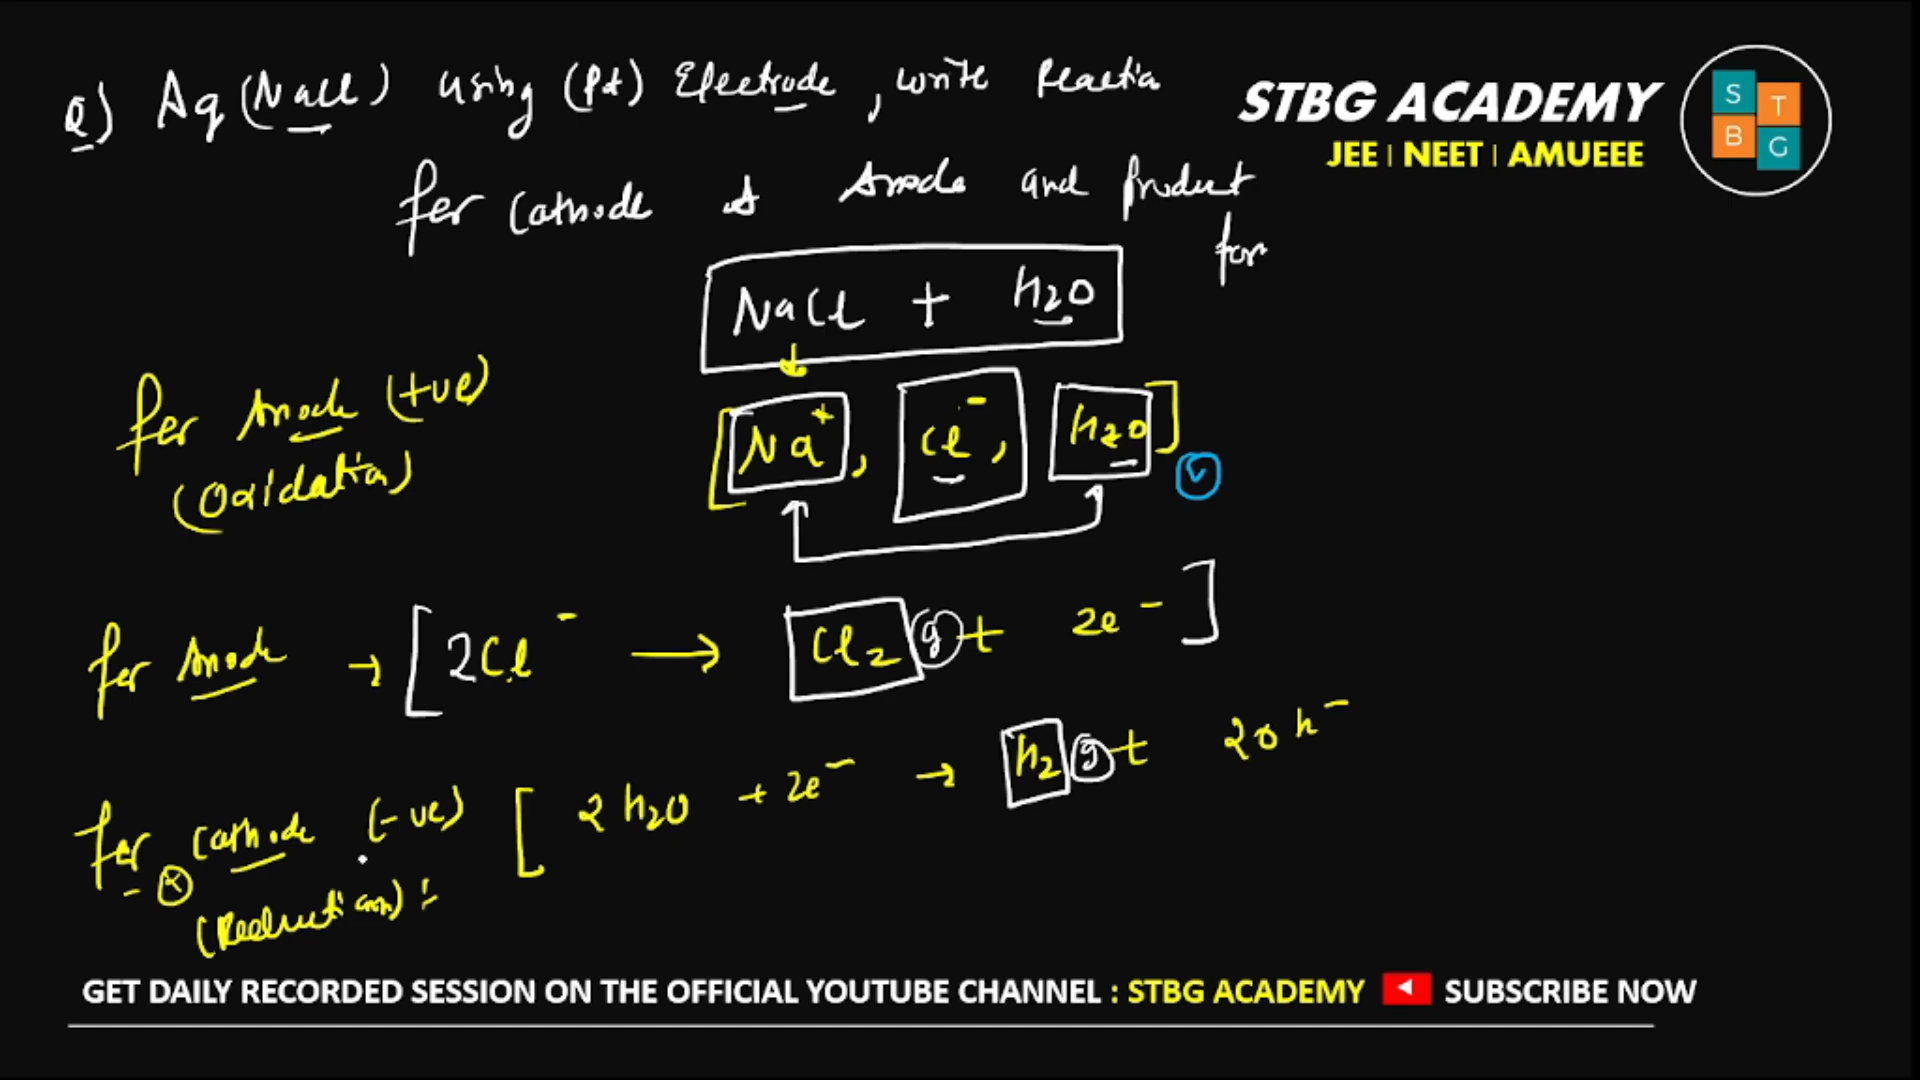 Q) Aq (NaCl) using (Pt) Electrode, write Reactia
STBG ACADEMY
JEE | NEET | AMUEEE
S T B G
for Cathode & Anode and Product
for
NaCl + H2O
for Anode (+ve)
(Oxidation)
[Na+, Cl-, H2O]
for Anode → [2Cl- → Cl2 (g) + 2e-]
for Cathode (-ve) [2H2O + 2e- → H2 (g) + 2OH-
(Reduction) :-
GET DAILY RECORDED SESSION ON THE OFFICIAL YOUTUBE CHANNEL : STBG ACADEMY SUBSCRIBE NOW